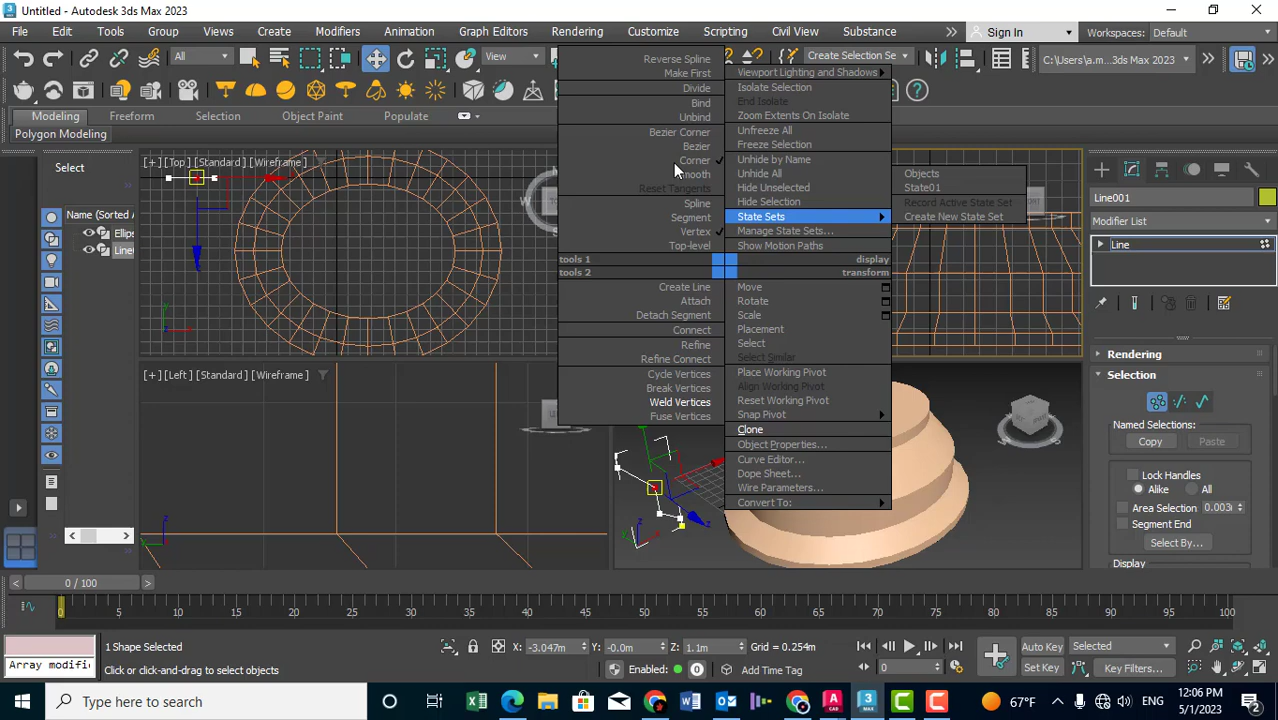 Untitled - Autodesk 3ds Max 2023
File Edit Tools Group Views Create Modifiers Animation Graph Editors Rendering Customize Scripting Civil View Substance Sign In Workspaces: Default
All View Create Selection Se C:\Users\a.m...ds Max 2023
Modeling Freeform Selection Object Paint Populate
Polygon Modeling
Select
Name (Sorted A
Ellips
Line
[+] [Top] [Standard] [Wireframe]
[+] [Left] [Standard] [Wireframe]
Reverse Spline
Make First
Divide
Bind
Unbind
Bezier Corner
Bezier
Corner
Reset Tangents
Spline
Segment
Vertex
Top-level
tools 1
tools 2
Create Line
Attach
Detach Segment
Connect
Refine
Refine Connect
Cycle Vertices
Break Vertices
Weld Vertices
Fuse Vertices
Viewport Lighting and Shadows
Isolate Selection
End Isolate
Zoom Extents On Isolate
Unfreeze All
Freeze Selection
Unhide by Name
Unhide All
Hide Unselected
Hide Selection
State Sets
Manage State Sets...
Show Motion Paths
display
transform
Move
Rotate
Scale
Placement
Select
Select Similar
Place Working Pivot
Align Working Pivot
Reset Working Pivot
Snap Pivot
Clone
Object Properties...
Curve Editor...
Dope Sheet...
Wire Parameters...
Convert To:
Objects
State01
Record Active State Set
Create New State Set
Line001
Modifier List
Line
Rendering
Selection
Named Selections:
Copy Paste
Lock Handles
Alike All
Area Selection
Segment End
Select By...
Display
0 / 100
0 5 10 15 20 25 30 35 40 45 50 55 60 65 70 75 80 85 90 95 100
1 Shape Selected X: -3.047m Y: -0.0m Z: 1.1m Grid = 0.254m Auto Key Selected
Array modifi Click or click-and-drag to select objects Enabled: Add Time Tag 0 Set Key Key Filters...
Type here to search 67°F ENG 12:06 PM 5/1/2023